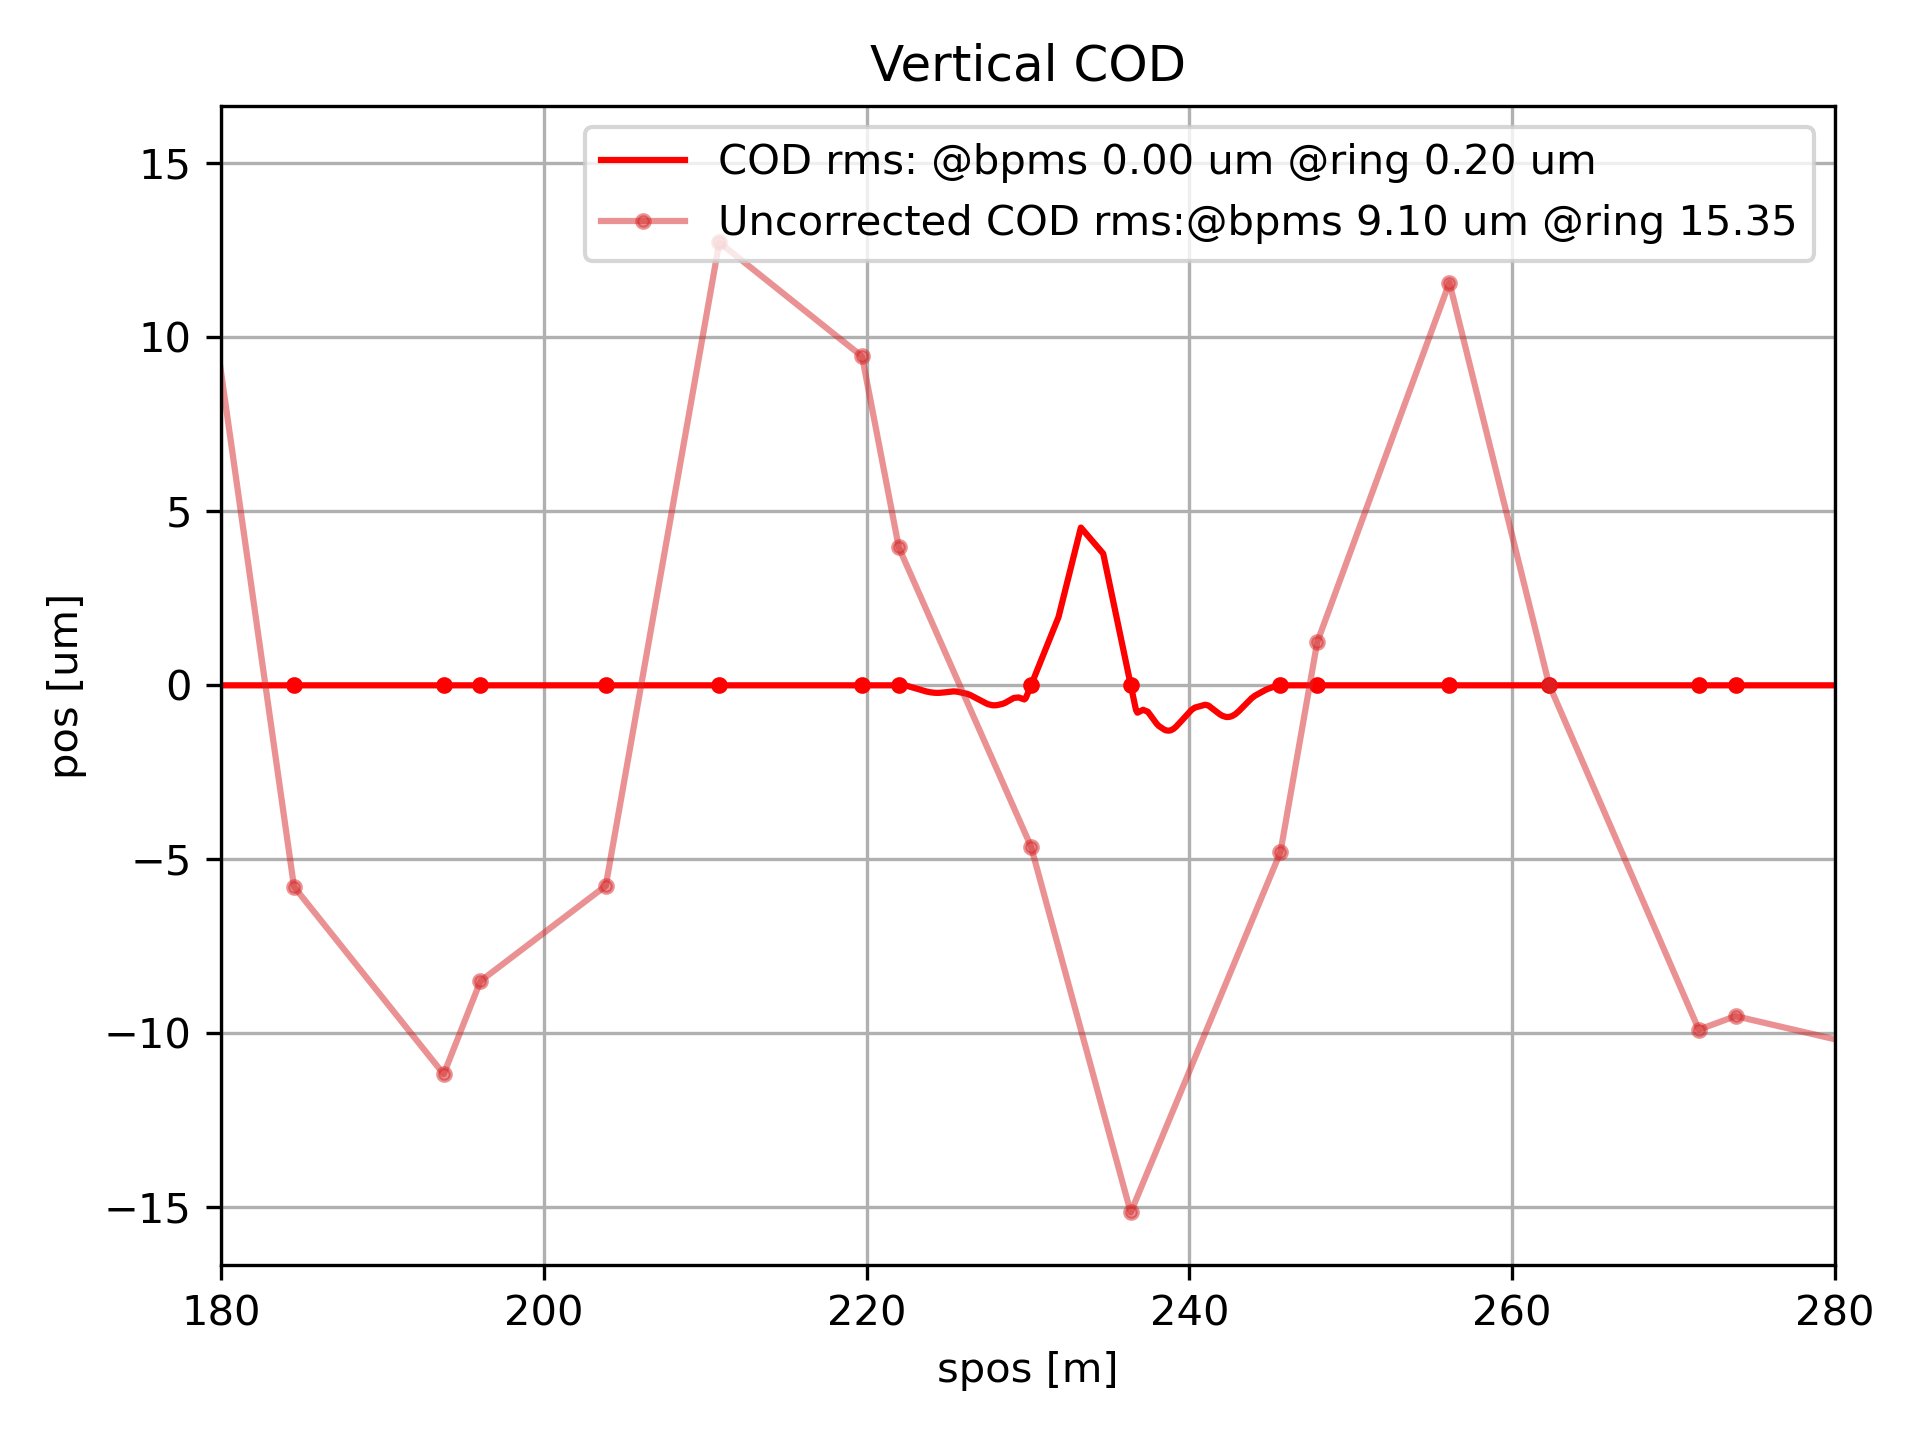 Vertical COD
COD rms: @bpms 0.00 um @ring 0.20 um
Uncorrected COD rms:@bpms 9.10 um @ring 15.35
15
10
5
0
−5
−10
−15
pos [um]
180 200 220 240 260 280
spos [m]